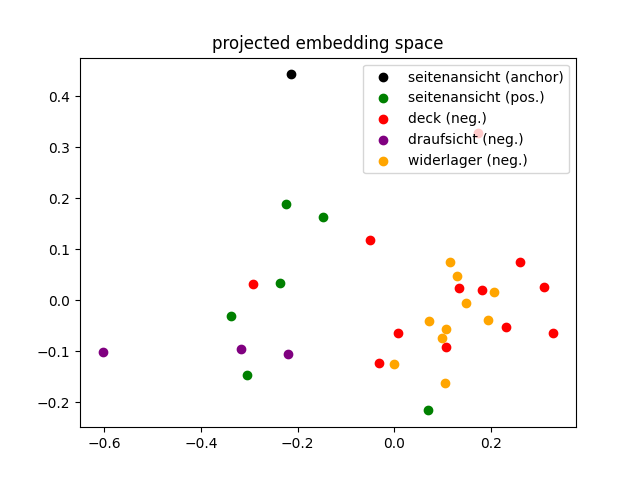 projected embedding space
seitenansicht (anchor)
seitenansicht (pos.)
deck (neg.)
draufsicht (neg.)
widerlager (neg.)
0.4
0.3
0.2
0.1
0.0
−0.1
−0.2
−0.6 −0.4 −0.2 0.0 0.2